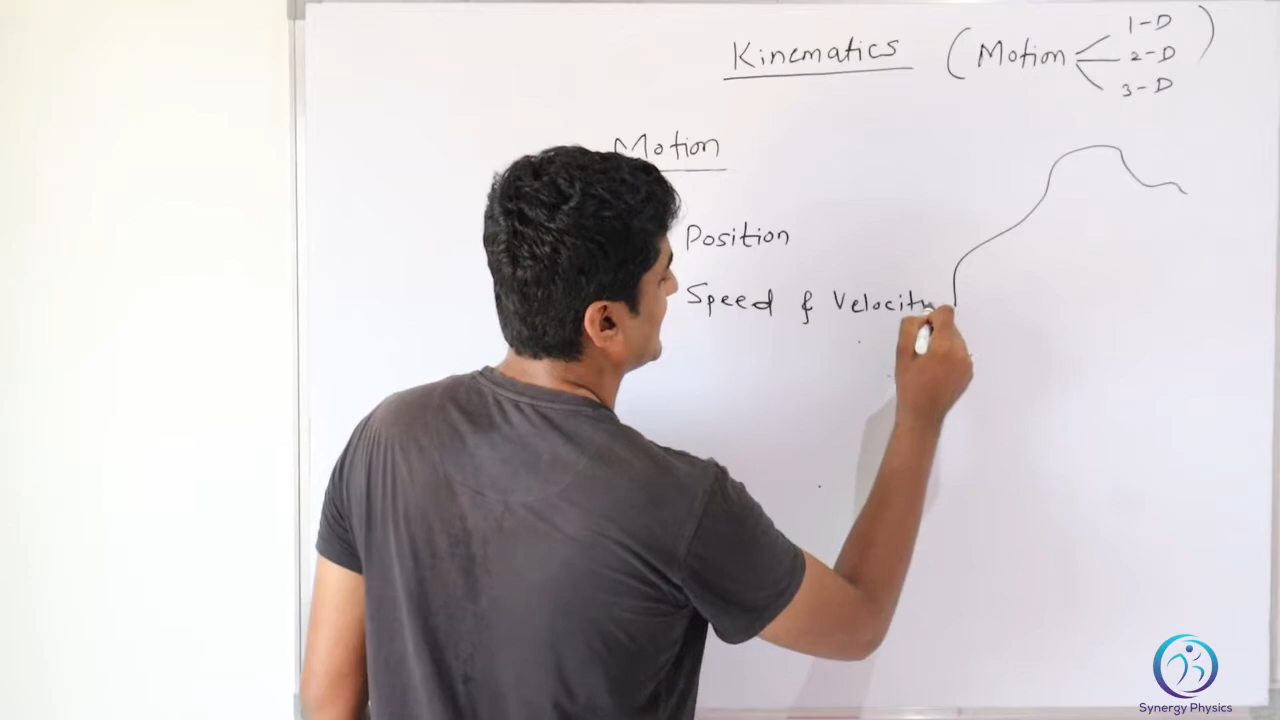 Kinematics ( Motion 1-D
2-D
3-D )
Motion
Position
Speed & Velocity
Synergy Physics